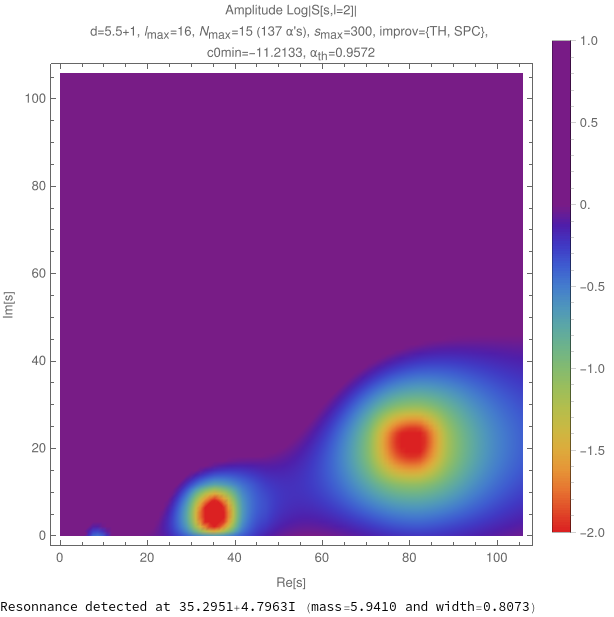 Amplitude Log|S[s,l=2]|
d=5.5+1, lmax=16, Nmax=15 (137 α's), smax=300, improv={TH, SPC},
c0min=−11.2133, αth=0.9572
1.0
0.5
0.
−0.5
−1.0
−1.5
−2.0
100
80
60
40
20
0
Im[s]
0 20 40 60 80 100
Re[s]
Resonnance detected at 35.2951+4.7963I (mass=5.9410 and width=0.8073)